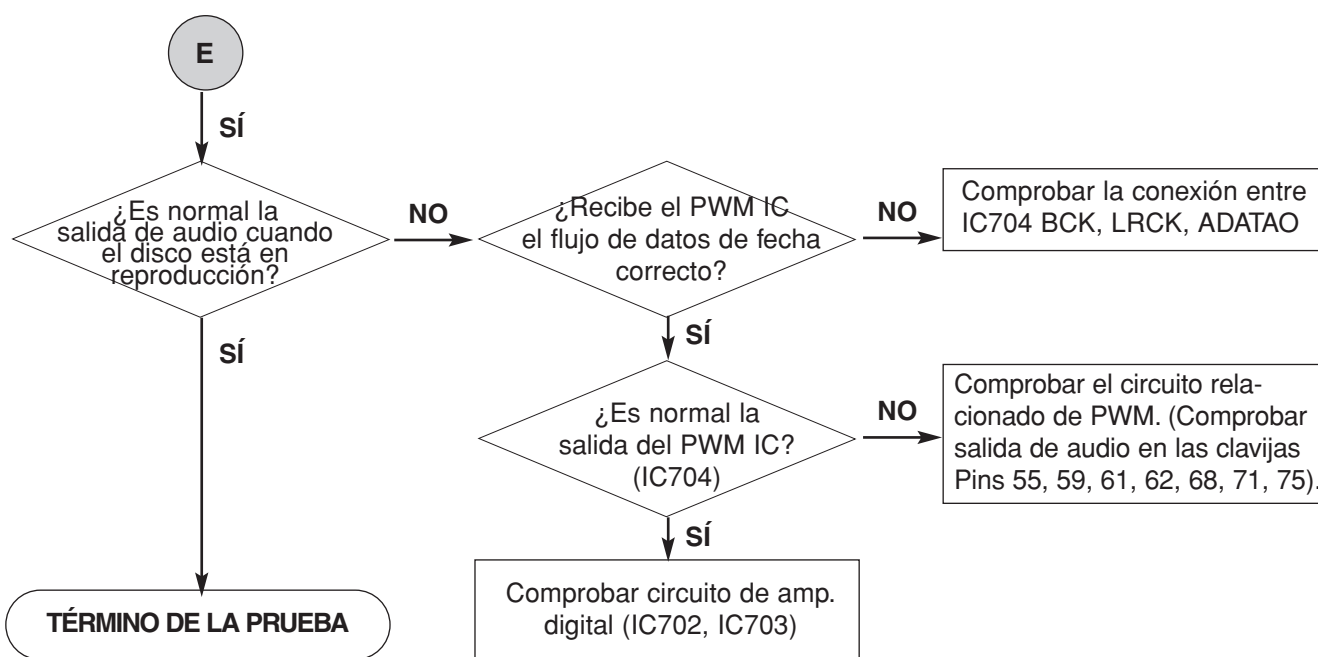 E
SÍ
¿Es normal la
salida de audio cuando
el disco está en
reproducción?
NO
¿Recibe el PWM IC
el flujo de datos de fecha
correcto?
NO
Comprobar la conexión entre
IC704 BCK, LRCK, ADATAO
SÍ
SÍ
¿Es normal la
salida del PWM IC?
(IC704)
NO
Comprobar el circuito rela-
cionado de PWM. (Comprobar
salida de audio en las clavijas
Pins 55, 59, 61, 62, 68, 71, 75).
SÍ
Comprobar circuito de amp.
digital (IC702, IC703)
TÉRMINO DE LA PRUEBA